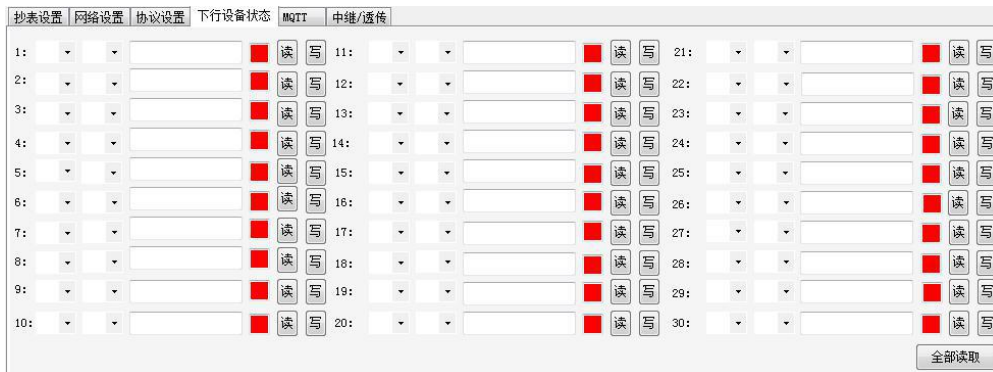 抄表设置 网络设置 协议设置 下行设备状态 MQTT 中继/透传
1: 读 写 11: 读 写 21: 读 写
2: 读 写 12: 读 写 22: 读 写
3: 读 写 13: 读 写 23: 读 写
4: 读 写 14: 读 写 24: 读 写
5: 读 写 15: 读 写 25: 读 写
6: 读 写 16: 读 写 26: 读 写
7: 读 写 17: 读 写 27: 读 写
8: 读 写 18: 读 写 28: 读 写
9: 读 写 19: 读 写 29: 读 写
10: 读 写 20: 读 写 30: 读 写
全部读取